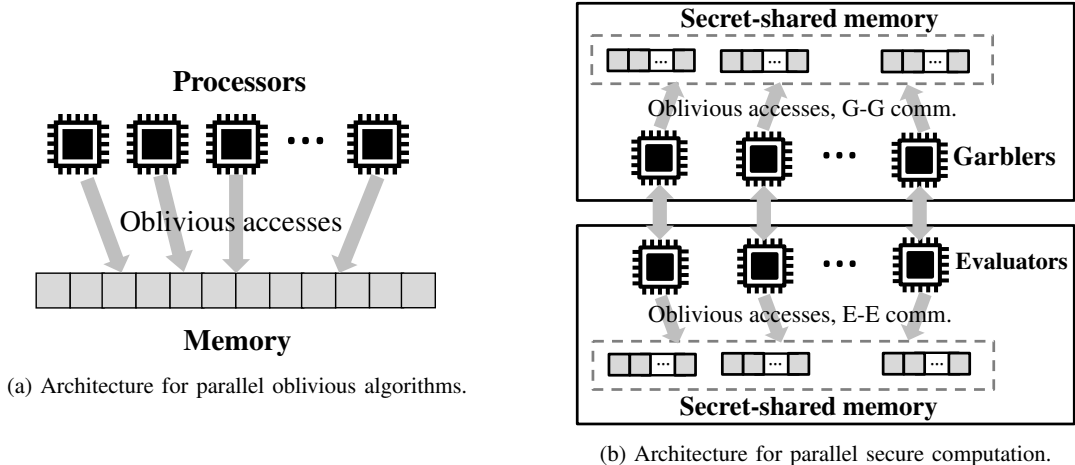 Processors
...
Oblivious accesses
Memory
(a) Architecture for parallel oblivious algorithms.
Secret-shared memory
... ... ...
Oblivious accesses, G-G comm.
... Garblers
... Evaluators
Oblivious accesses, E-E comm.
... ... ...
Secret-shared memory
(b) Architecture for parallel secure computation.